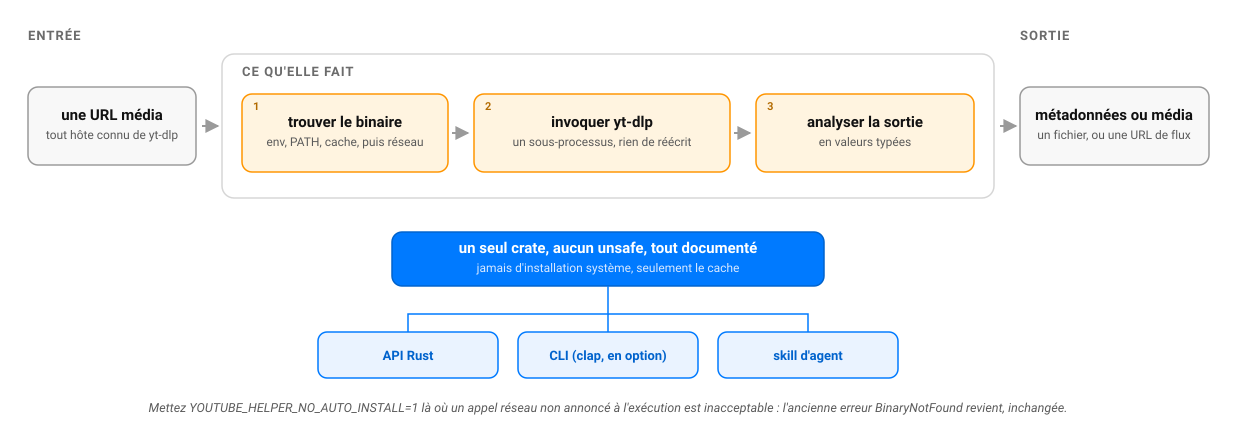 ENTRÉE
SORTIE
CE QU'ELLE FAIT
une URL média
tout hôte connu de yt-dlp
1
trouver le binaire
env, PATH, cache, puis réseau
2
invoquer yt-dlp
un sous-processus, rien de réécrit
3
analyser la sortie
en valeurs typées
métadonnées ou média
un fichier, ou une URL de flux
un seul crate, aucun unsafe, tout documenté
jamais d'installation système, seulement le cache
API Rust
CLI (clap, en option)
skill d'agent
Mettez YOUTUBE_HELPER_NO_AUTO_INSTALL=1 là où un appel réseau non annoncé à l'exécution est inacceptable : l'ancienne erreur BinaryNotFound revient, inchangée.